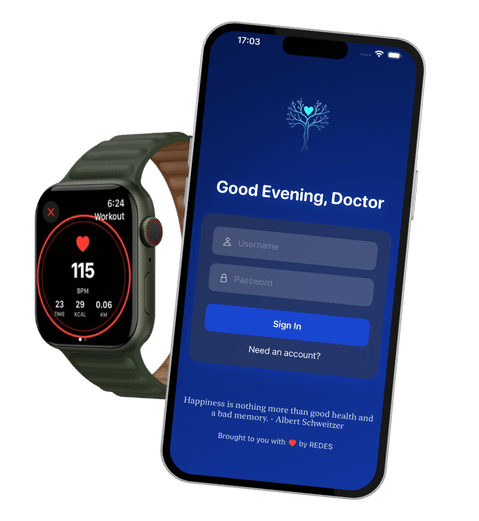 6:24
Workout
115
BPM
23 29 0.06
TIME KCAL KM
17:03
Good Evening, Doctor
Username
Password
Sign In
Need an account?
Happiness is nothing more than good health and
a bad memory. - Albert Schweitzer
Brought to you with ❤️ by REDES